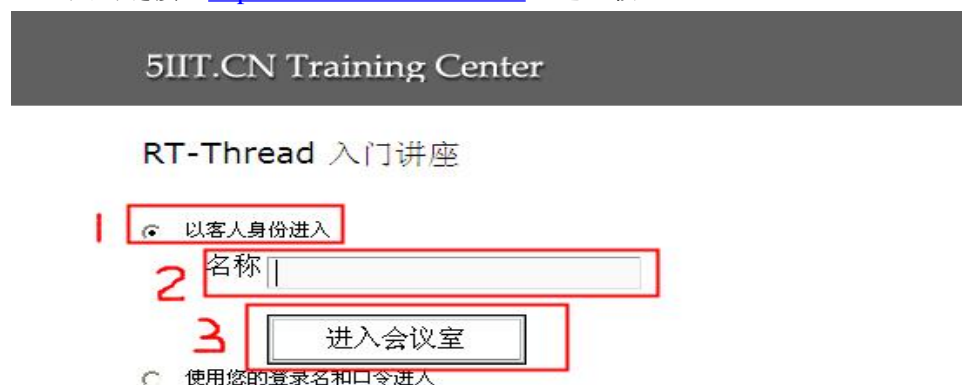 5IIT.CN Training Center
RT-Thread 入门讲座
1 以客人身份进入
2 名称
3 进入会议室
使用您的登录名和口令进入